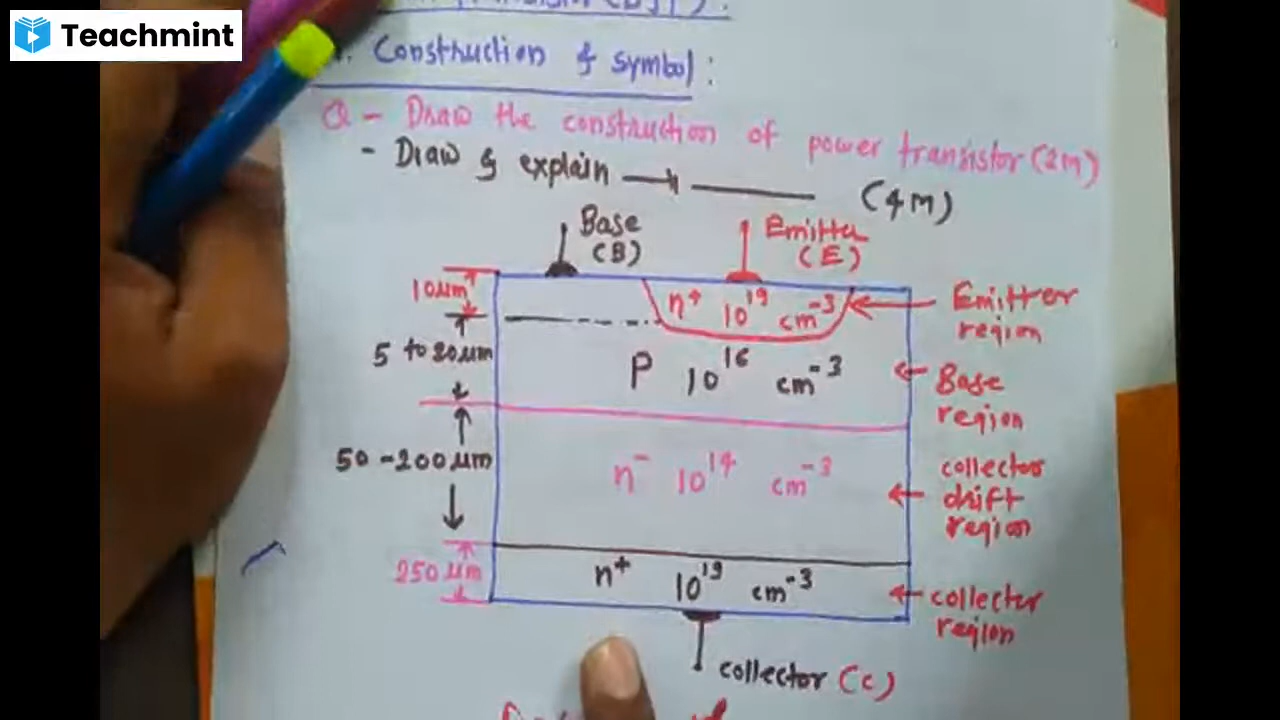 Teachmint
Construction & symbol:
Q - Draw the construction of power transistor (2M)
- Draw & explain —„— (4M)
Base
(B)
Emitter
(E)
10μm
n+ 10^19 cm^-3
Emitter
region
5 to 20μm
P 10^16 cm^-3
Base
region
50-200μm
n^- 10^14 cm^-3
collector
drift
region
250μm
n+ 10^19 cm^-3
collector
region
collector (c)